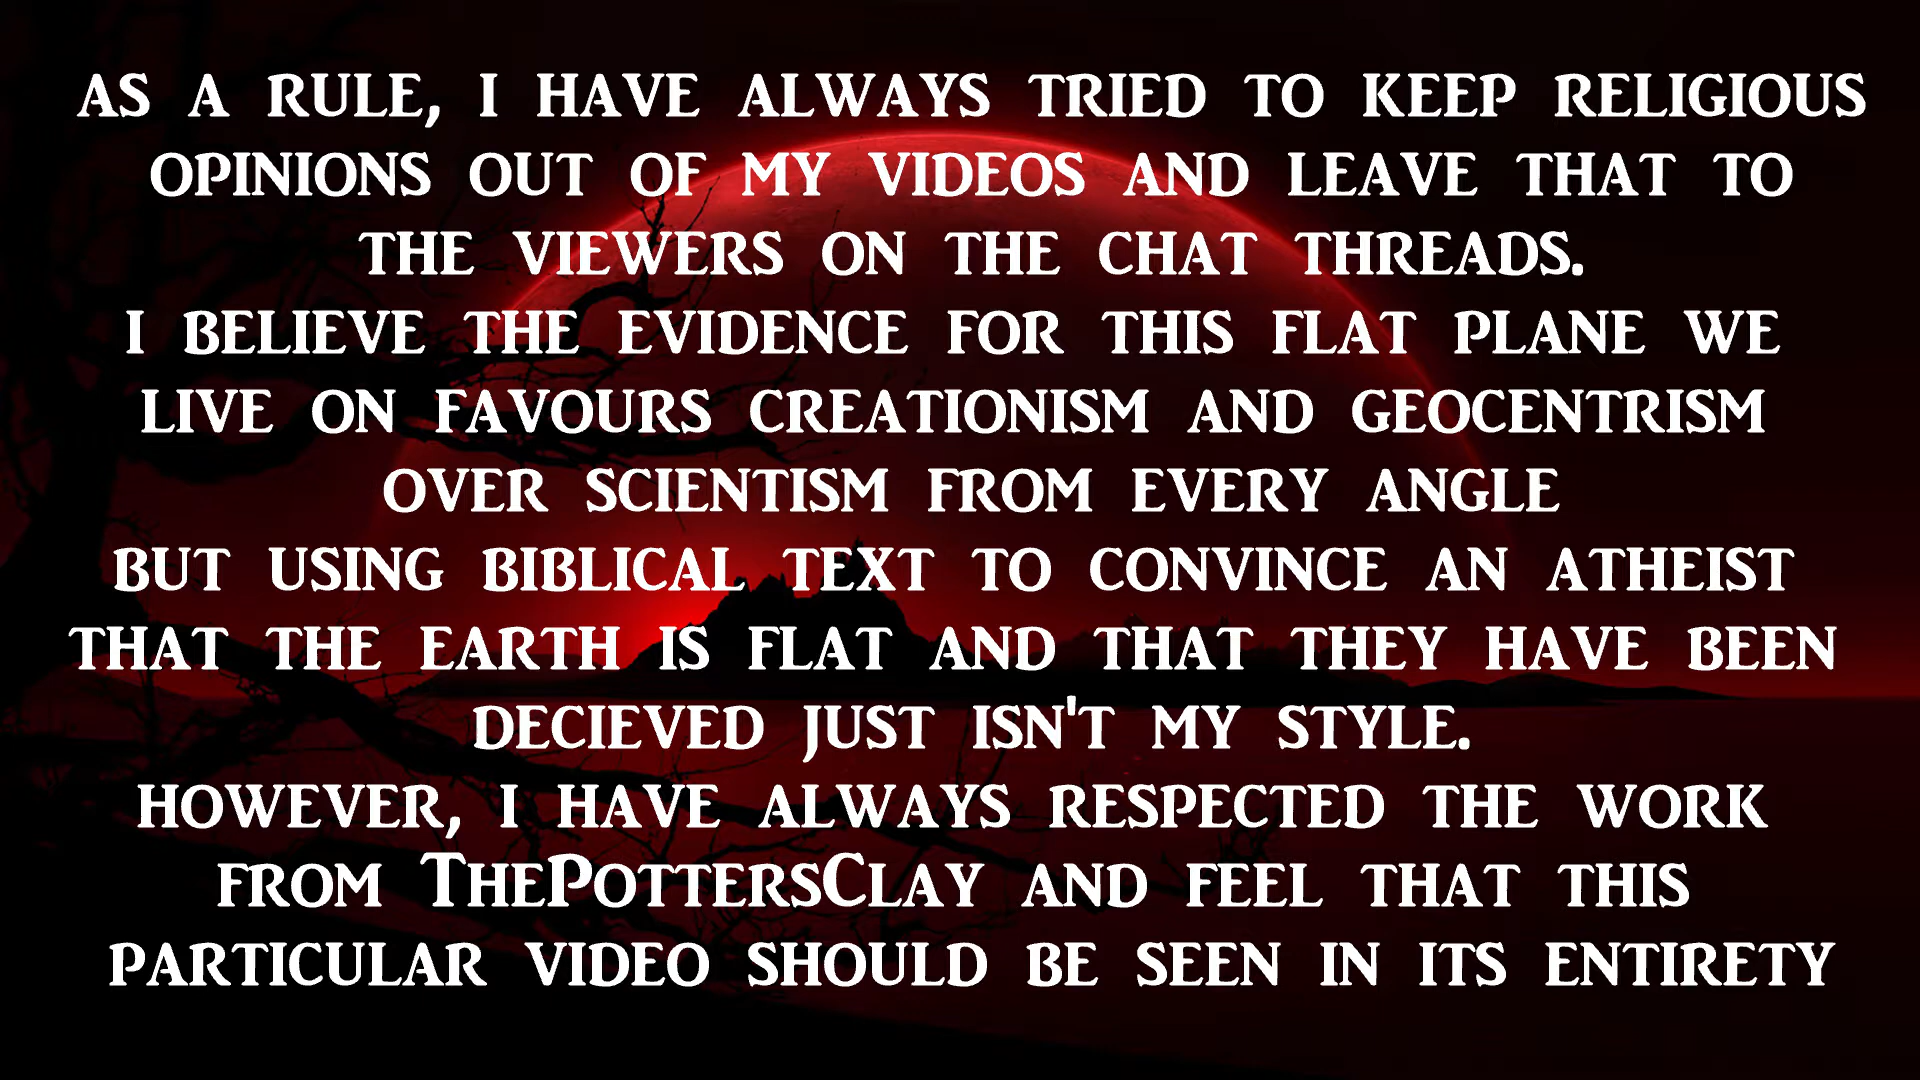 AS A RULE, I HAVE ALWAYS TRIED TO KEEP RELIGIOUS
OPINIONS OUT OF MY VIDEOS AND LEAVE THAT TO
THE VIEWERS ON THE CHAT THREADS.
I BELIEVE THE EVIDENCE FOR THIS FLAT PLANE WE
LIVE ON FAVOURS CREATIONISM AND GEOCENTRISM
OVER SCIENTISM FROM EVERY ANGLE
BUT USING BIBLICAL TEXT TO CONVINCE AN ATHEIST
THAT THE EARTH IS FLAT AND THAT THEY HAVE BEEN
DECIEVED JUST ISN'T MY STYLE.
HOWEVER, I HAVE ALWAYS RESPECTED THE WORK
FROM THEPOTTERSCLAY AND FEEL THAT THIS
PARTICULAR VIDEO SHOULD BE SEEN IN ITS ENTIRETY